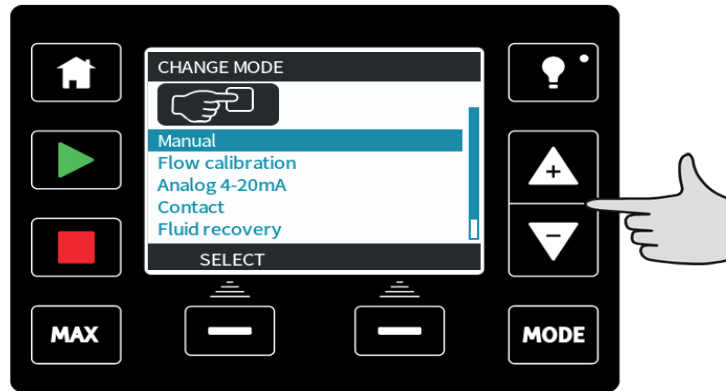 CHANGE MODE
Manual
Flow calibration
Analog 4-20mA
Contact
Fluid recovery
SELECT
MAX
MODE